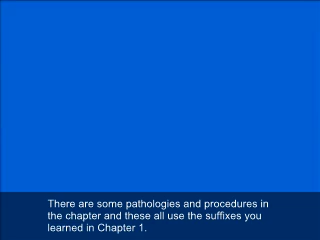 There are some pathologies and procedures in
the chapter and these all use the suffixes you
learned in Chapter 1.